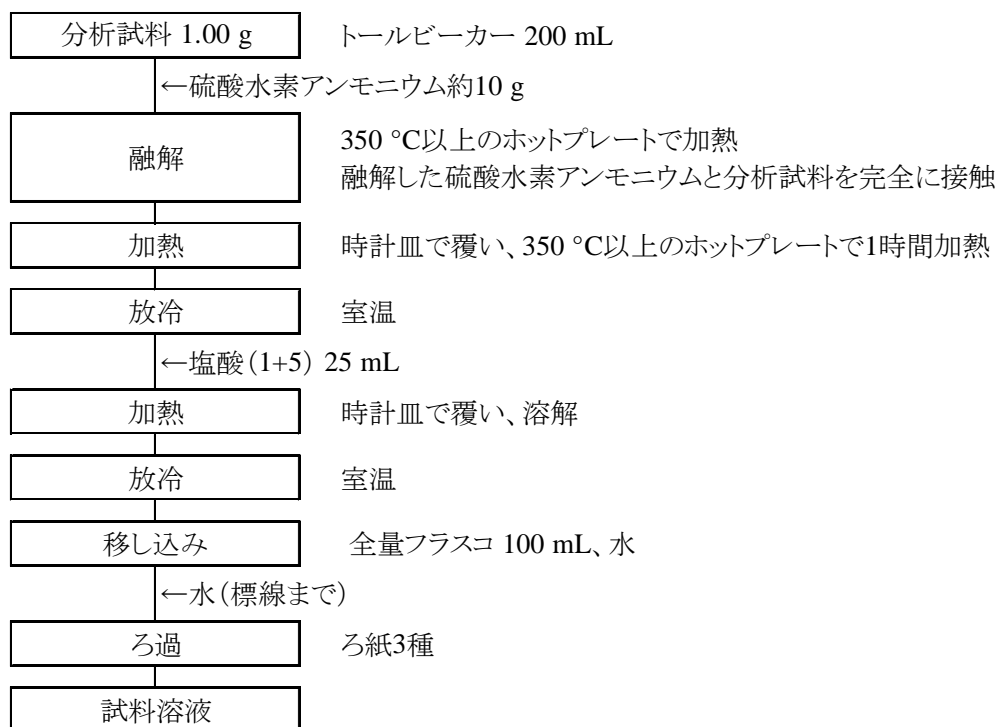 分析試料 1.00 g トールビーカー 200 mL
←硫酸水素アンモニウム約10 g
350 °C以上のホットプレートで加熱
融解
融解した硫酸水素アンモニウムと分析試料を完全に接触
加熱 時計皿で覆い、350 °C以上のホットプレートで1時間加熱
放冷 室温
←塩酸(1+5) 25 mL
加熱 時計皿で覆い、溶解
放冷 室温
移し込み 全量フラスコ 100 mL、水
←水(標線まで)
ろ過 ろ紙3種
試料溶液